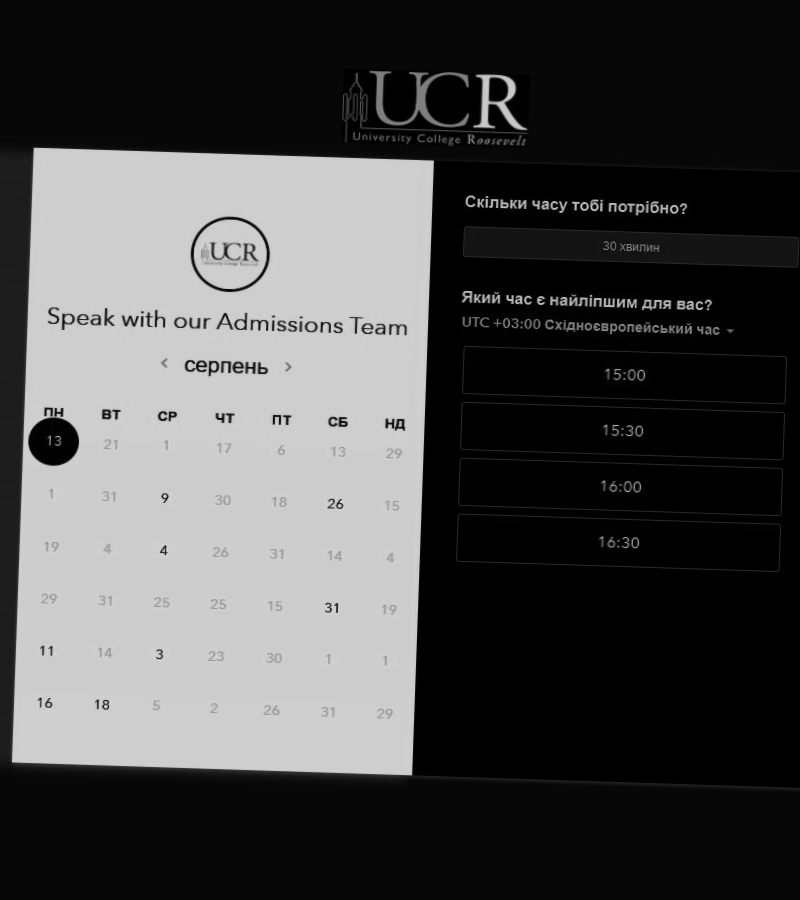 UCR
University College Roosevelt
UCR
Speak with our Admissions Team
серпень
ПН ВТ СР ЧТ ПТ СБ НД
13 21 1 17 6 13 29
1 31 9 30 18 26 15
19 4 4 26 31 14 4
29 31 25 25 15 31 19
11 14 3 23 30 1 1
16 18 5 2 26 31 29
Скільки часу тобі потрібно?
30 хвилин
Який час є найліпшим для вас?
UTC +03:00 Східноєвропейський час
15:00
15:30
16:00
16:30